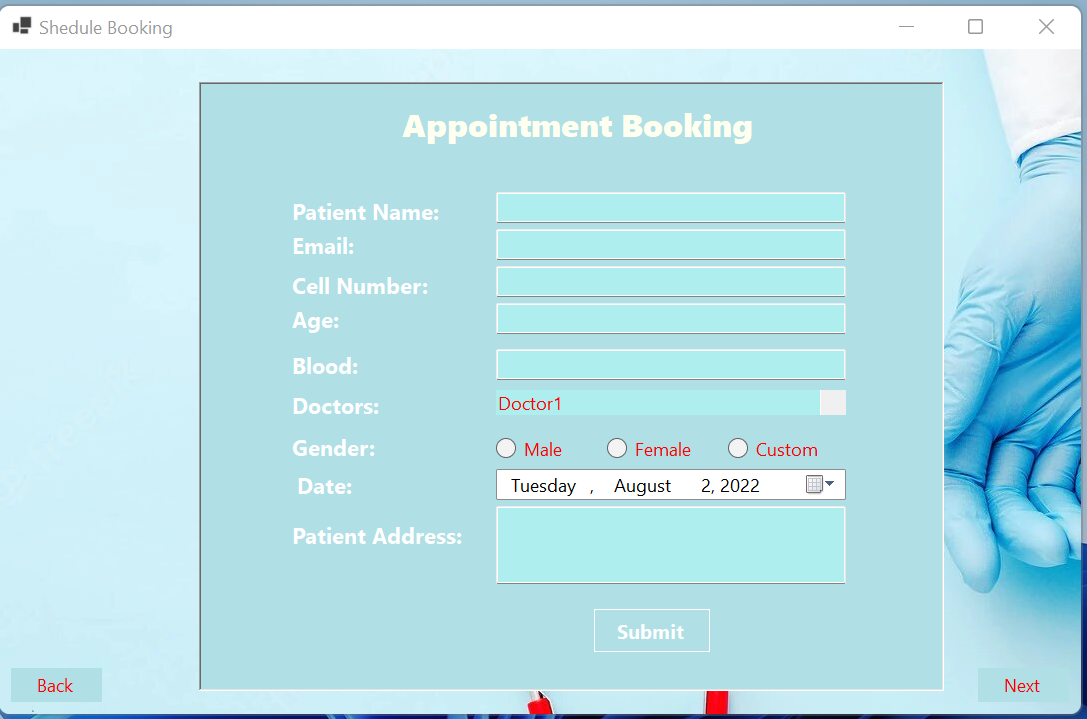 Shedule Booking
Appointment Booking
Patient Name:
Email:
Cell Number:
Age:
Blood:
Doctors: Doctor1
Gender: Male Female Custom
Date: Tuesday , August 2, 2022
Patient Address:
Submit
Back Next